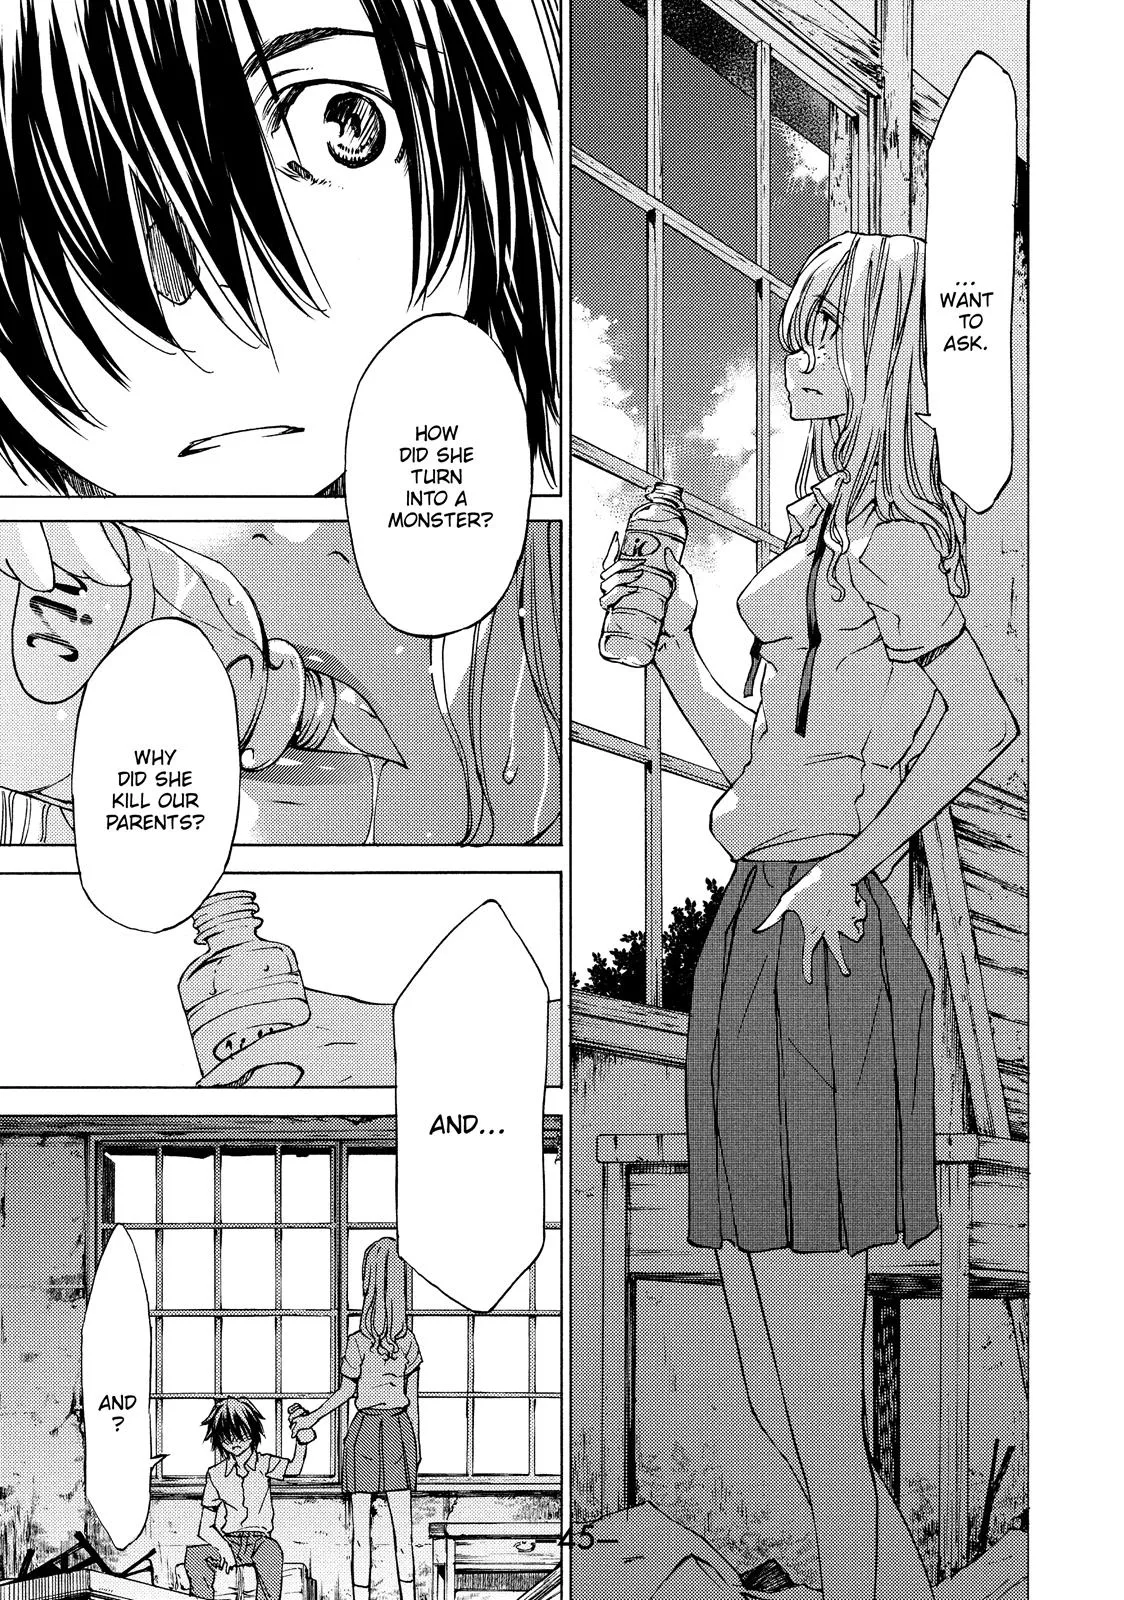 ...
WANT
TO
ASK.
HOW
DID SHE
TURN
INTO A
MONSTER?
WHY
DID SHE
KILL OUR
PARENTS?
AND...
AND
?
45-